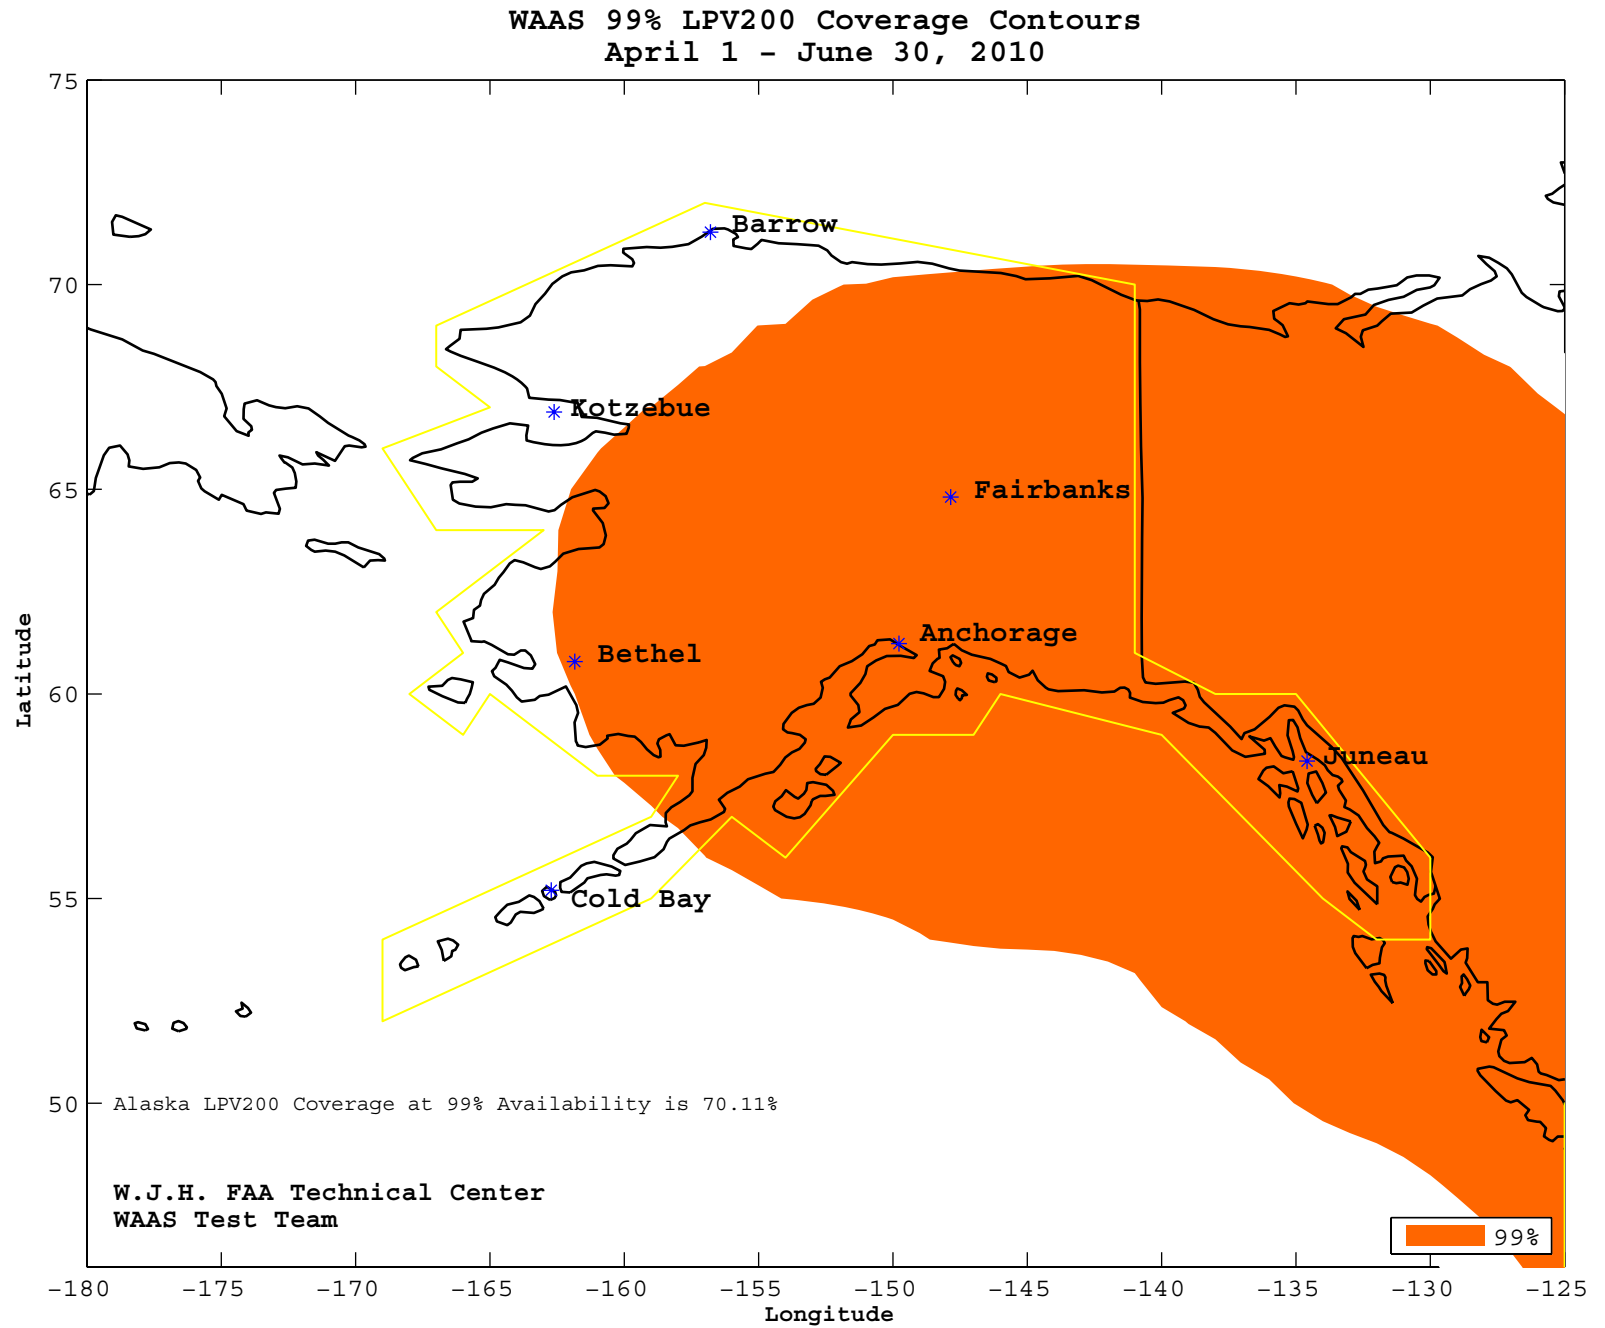 WAAS 99% LPV200 Coverage Contours
April 1 - June 30, 2010
75
70
65
60
55
50
Latitude
Barrow
Kotzebue
Fairbanks
Anchorage
Bethel
Juneau
Cold Bay
Alaska LPV200 Coverage at 99% Availability is 70.11%
W.J.H. FAA Technical Center
WAAS Test Team
99%
-180 -175 -170 -165 -160 -155 -150 -145 -140 -135 -130 -125
Longitude